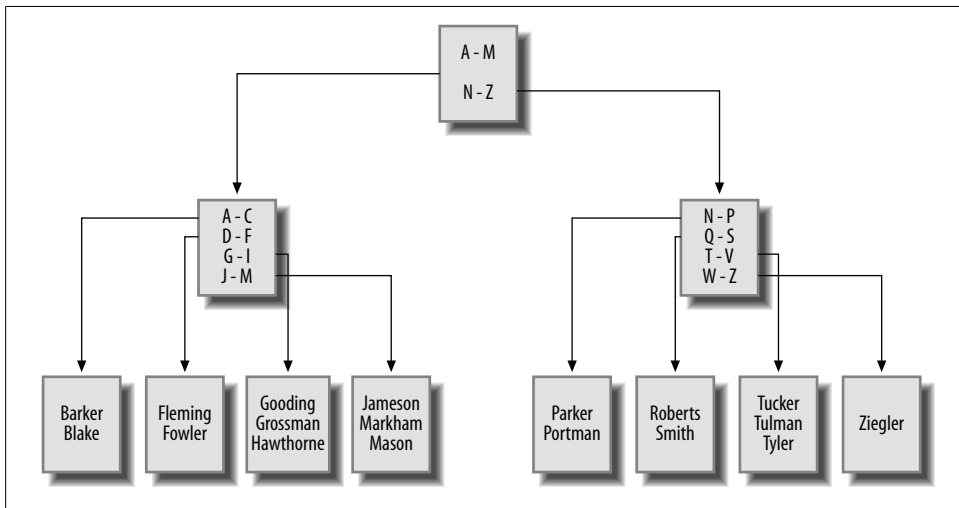 A - M
N - Z
A - C
D - F
G - I
J - M
N - P
Q - S
T - V
W - Z
Barker
Blake
Fleming
Fowler
Gooding
Grossman
Hawthorne
Jameson
Markham
Mason
Parker
Portman
Roberts
Smith
Tucker
Tulman
Tyler
Ziegler